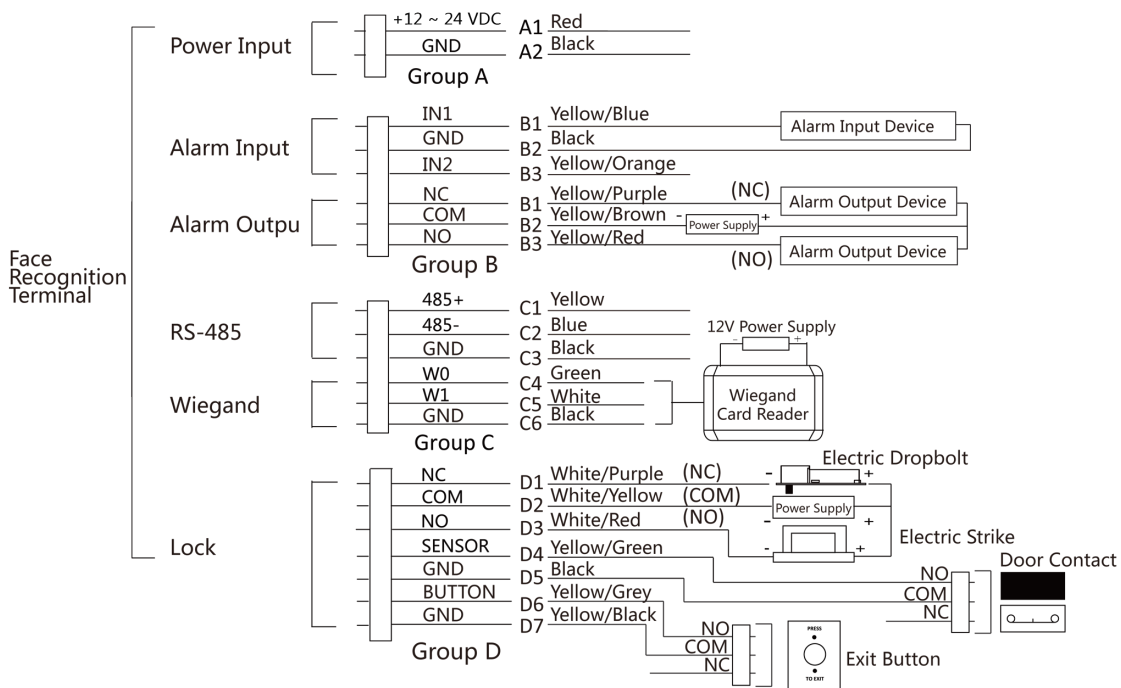 Face
Recognition
Terminal
Power Input
+12 ~ 24 VDC A1 Red
GND A2 Black
Group A
Alarm Input
IN1 B1 Yellow/Blue Alarm Input Device
GND B2 Black
IN2 B3 Yellow/Orange
Alarm Outpu
NC B1 Yellow/Purple (NC) Alarm Output Device
COM B2 Yellow/Brown - Power Supply +
NO B3 Yellow/Red (NO) Alarm Output Device
Group B
RS-485
485+ C1 Yellow
485- C2 Blue
GND C3 Black
12V Power Supply
- +
Wiegand
W0 C4 Green
W1 C5 White
GND C6 Black
Wiegand
Card Reader
Group C
Lock
Electric Dropbolt
NC D1 White/Purple (NC) - +
COM D2 White/Yellow (COM) Power Supply
- +
NO D3 White/Red (NO)
- +
Electric Strike
SENSOR D4 Yellow/Green
GND D5 Black
BUTTON D6 Yellow/Grey
GND D7 Yellow/Black
Group D
Door Contact
NO
COM
NC
NO
COM
NC
PRESS
TO EXIT
Exit Button